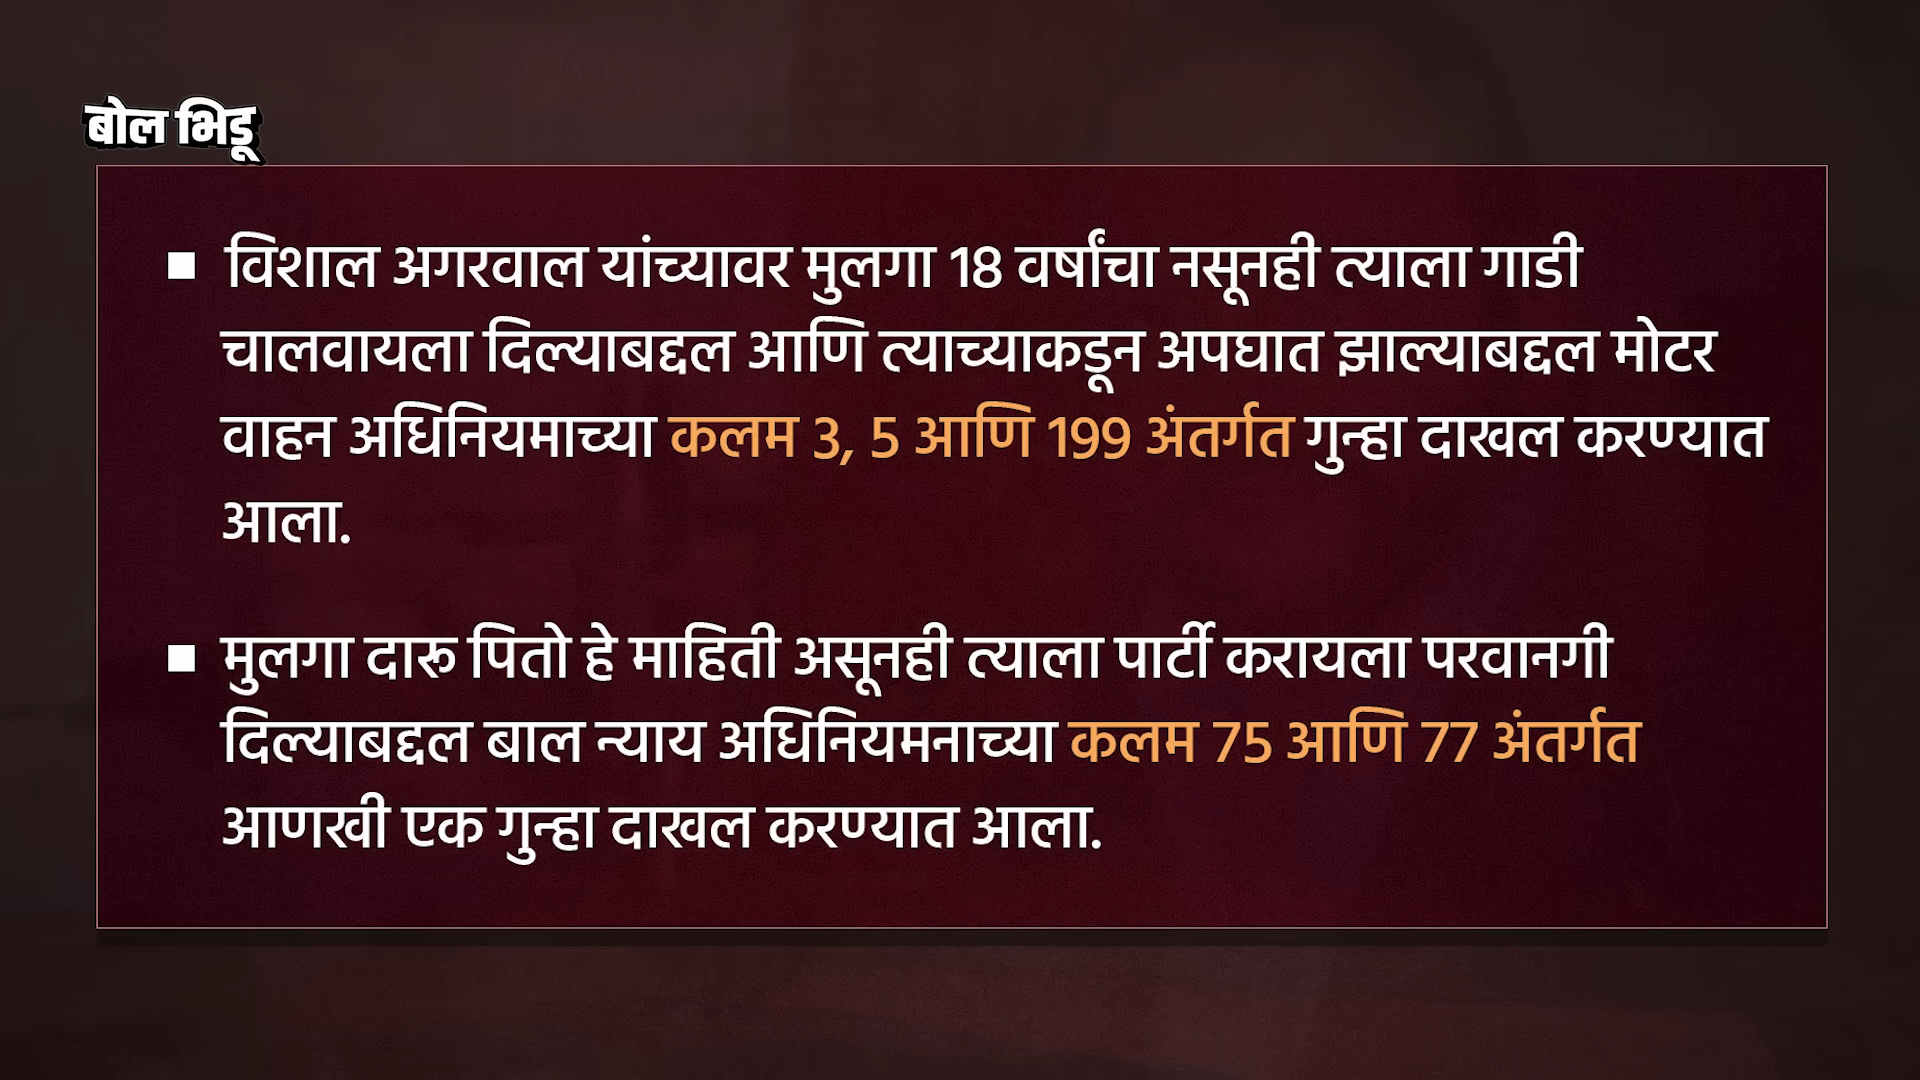 बोल भिडू
■ विशाल अगरवाल यांच्यावर मुलगा 18 वर्षांचा नसूनही त्याला गाडी
चालवायला दिल्याबद्दल आणि त्याच्याकडून अपघात झाल्याबद्दल मोटर
वाहन अधिनियमाच्या कलम 3, 5 आणि 199 अंतर्गत गुन्हा दाखल करण्यात
आला.
■ मुलगा दारू पितो हे माहिती असूनही त्याला पार्टी करायला परवानगी
दिल्याबद्दल बाल न्याय अधिनियमनाच्या कलम 75 आणि 77 अंतर्गत
आणखी एक गुन्हा दाखल करण्यात आला.